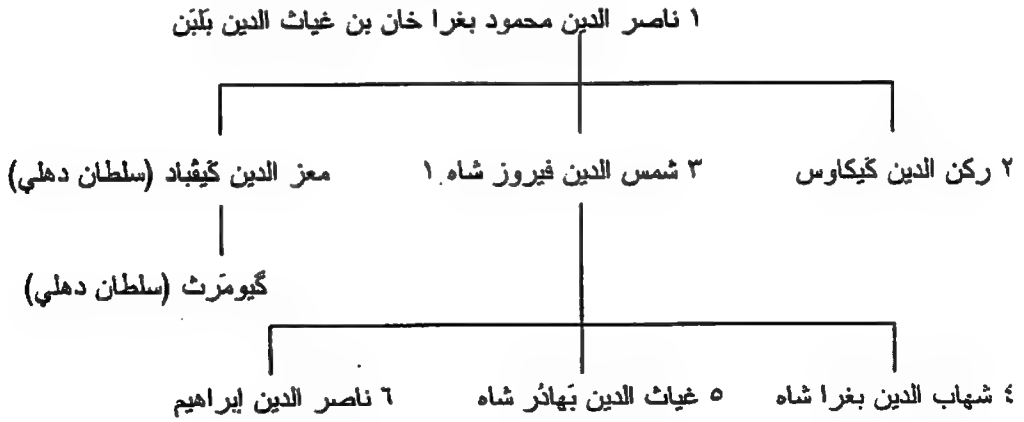 ١ ناصر الدين محمود بغرا خان بن غياث الدين بَلَبَن
٢ ركن الدين كَيكاوس ٣ شمس الدين فيروز شاه ١ معز الدين كَيقُباد (سلطان دهلي)
گيومَرث (سلطان دهلي)
٤ شهاب الدين بغرا شاه ٥ غياث الدين بَهادُر شاه ٦ ناصر الدين إبراهيم